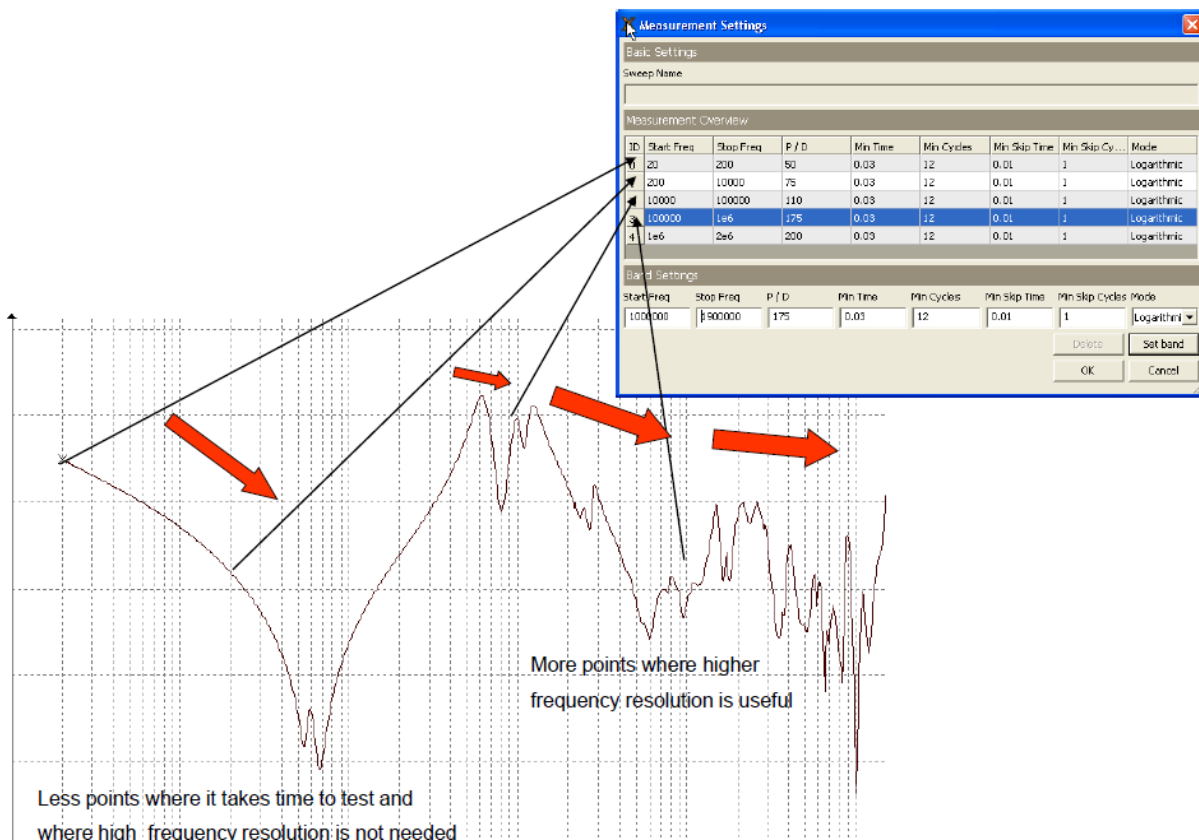 Measurement Settings
Basic Settings
Sweep Name
Measurement Overview
ID Start Freq Stop Freq P / D Min Time Min Cycles Min Skip Time Min Skip Cy... Mode
0 20 200 50 0.03 12 0.01 1 Logarithmic
200 10000 75 0.03 12 0.01 1 Logarithmic
10000 100000 110 0.03 12 0.01 1 Logarithmic
3 100000 1e6 175 0.03 12 0.01 1 Logarithmic
4 1e6 2e6 200 0.03 12 0.01 1 Logarithmic
Band Settings
Start Freq Stop Freq P / D Min Time Min Cycles Min Skip Time Min Skip Cycles Mode
175 0.03 12 0.01 1 Logarithmi
Delete Set band
OK Cancel
More points where higher
frequency resolution is useful
Less points where it takes time to test and
where high frequency resolution is not needed